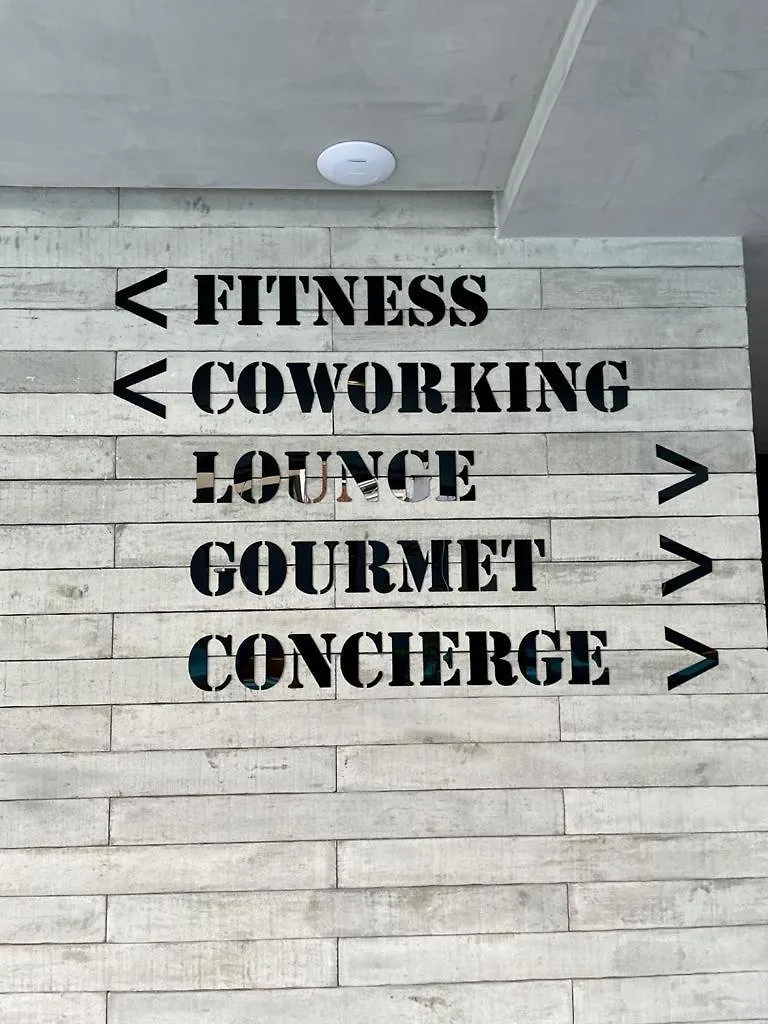 < FITNESS
< COWORKING
LOUNGE >
GOURMET >
CONCIERGE >